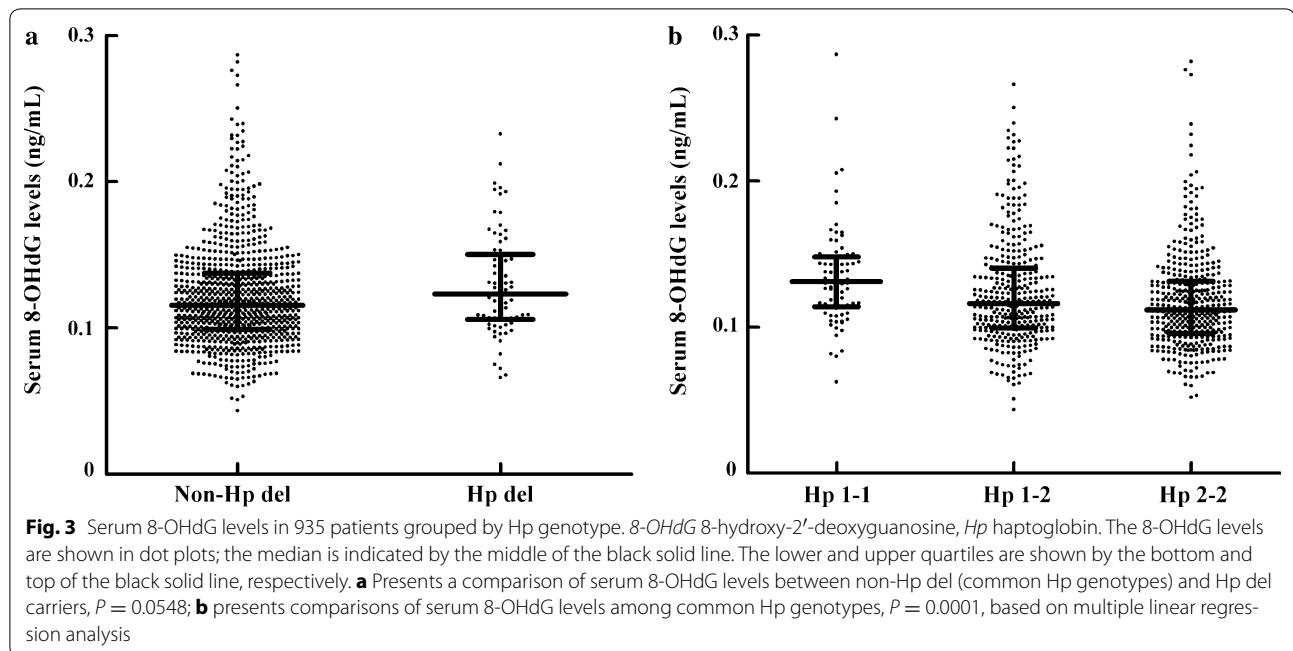 a
0.3
0.2
0.1
0
Serum 8-OHdG levels (ng/mL)
Non-Hp del
Hp del
b
0.3
0.2
0.1
0
Serum 8-OHdG levels (ng/mL)
Hp 1-1
Hp 1-2
Hp 2-2
Fig. 3 Serum 8-OHdG levels in 935 patients grouped by Hp genotype. 8-OHdG 8-hydroxy-2′-deoxyguanosine, Hp haptoglobin. The 8-OHdG levels
are shown in dot plots; the median is indicated by the middle of the black solid line. The lower and upper quartiles are shown by the bottom and
top of the black solid line, respectively. a Presents a comparison of serum 8-OHdG levels between non-Hp del (common Hp genotypes) and Hp del
carriers, P = 0.0548; b presents comparisons of serum 8-OHdG levels among common Hp genotypes, P = 0.0001, based on multiple linear regres-
sion analysis